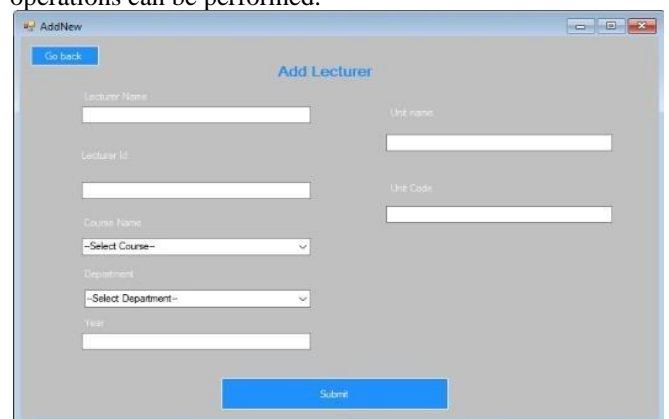 operations can be performed.
AddNew
Go back
Add Lecturer
Lecturer Name
Unit name
Lecturer Id
Unit Code
Course Name
--Select Course--
Department
--Select Department--
Year
Submit